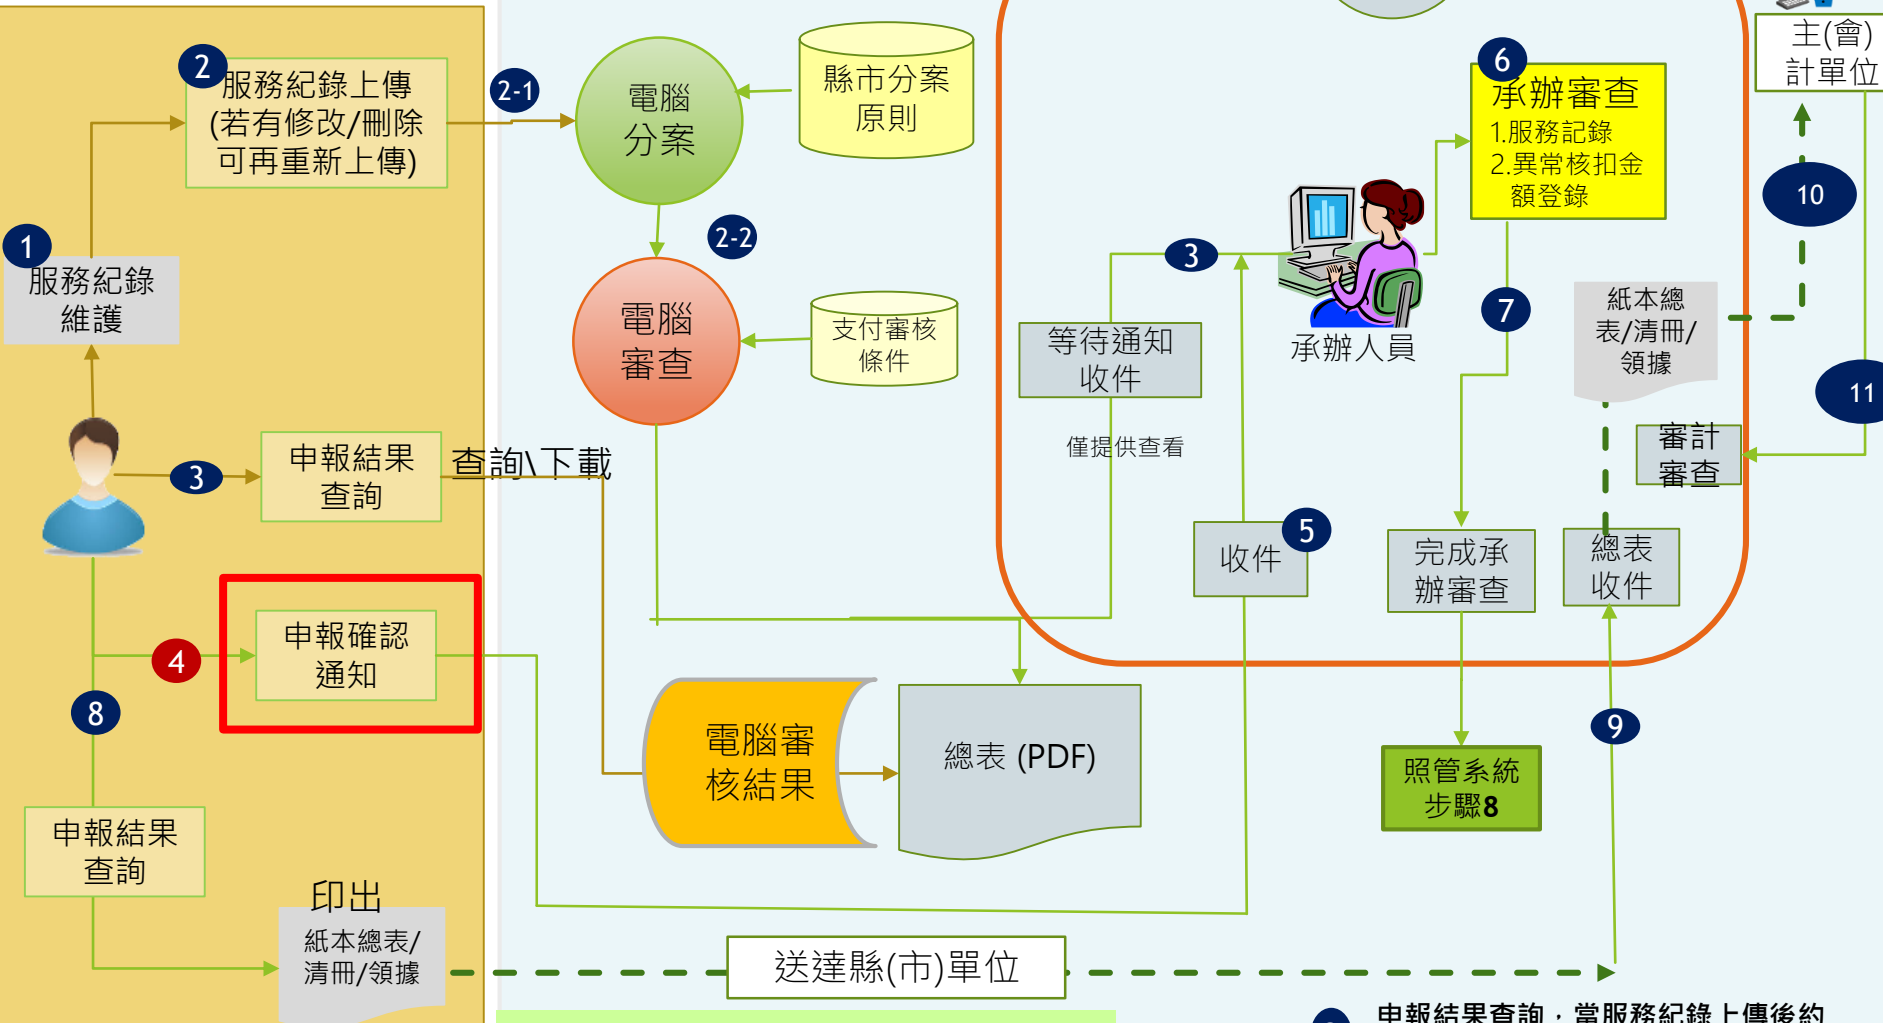 2
服務紀錄上傳
(若有修改/刪除
可再重新上傳)
2-1
電腦
分案
縣市分案
原則
6
承辦審查
1.服務記錄
2.異常核扣金
額登錄
主(會)
計單位
10
1
服務紀錄
維護
2-2
電腦
審查
支付審核
條件
3
等待通知
收件
僅提供查看
承辦人員
7
紙本總
表/清冊/
領據
11
審計
審查
3
申報結果
查詢
查詢\下載
5
收件
完成承
辦審查
總表
收件
4
申報確認
通知
8
電腦審
核結果
總表 (PDF)
照管系統
步驟8
9
申報結果
查詢
印出
紙本總表/
清冊/領據
送達縣(市)單位
申報結果查詢，當服務紀錄上傳後約